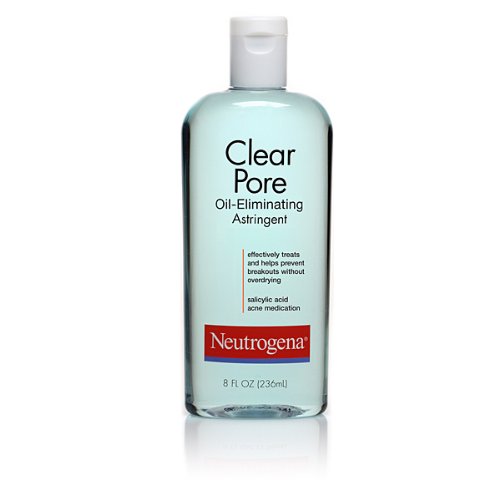 Clear
Pore
Oil-Eliminating
Astringent
effectively treats
and helps prevent
breakouts without
overdrying
salicylic acid
acne medication
Neutrogena®
8 FL OZ (236mL)